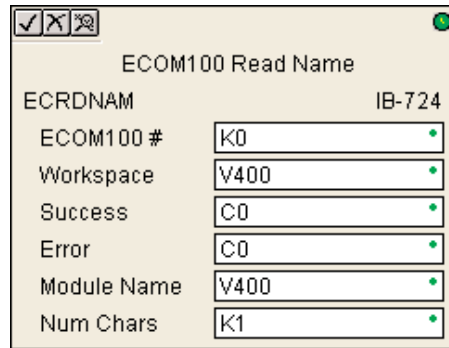 ECOM100 Read Name
ECRDNAM IB-724
ECOM100 # K0
Workspace V400
Success C0
Error C0
Module Name V400
Num Chars K1